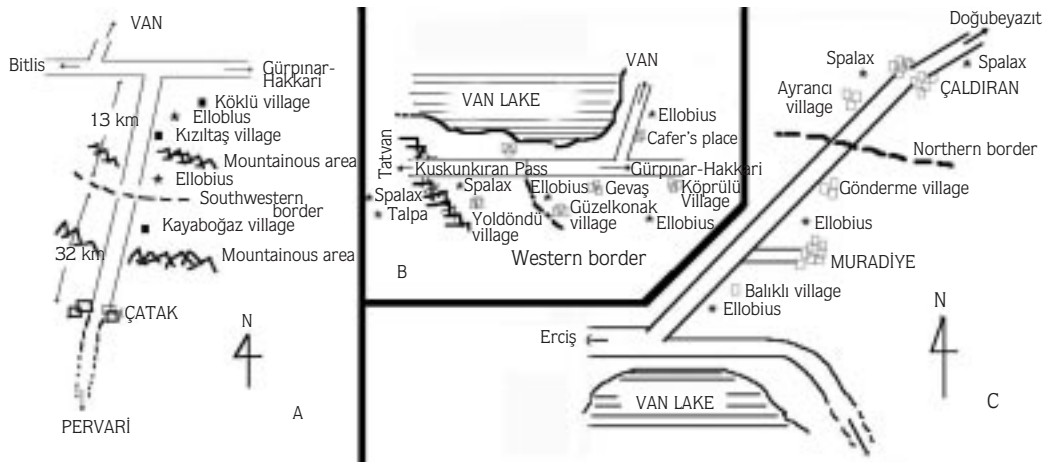 VAN
Bitlis
Gürpınar-
Hakkari
Köklü village
Elloblus
13 km
Kızıltaş village
Mountainous area
Ellobius
Southwestern
border
Kayaboğaz village
32 km
Mountainous area
ÇATAK
N
A
PERVARİ
VAN
VAN LAKE
Ellobius
Cafer's place
Tatvan
Kuskunkıran Pass
Gürpınar-Hakkari
Spalax
Spalax
Ellobius
Gevaş
Köprülü
Village
Talpa
Yoldöndü
village
Güzelkonak
village
Ellobius
Western border
B
Doğubeyazıt
Spalax
Spalax
Ayrancı
village
ÇALDIRAN
Northern border
Gönderme village
Ellobius
MURADİYE
Balıklı village
Ellobius
Erciş
N
VAN LAKE
C